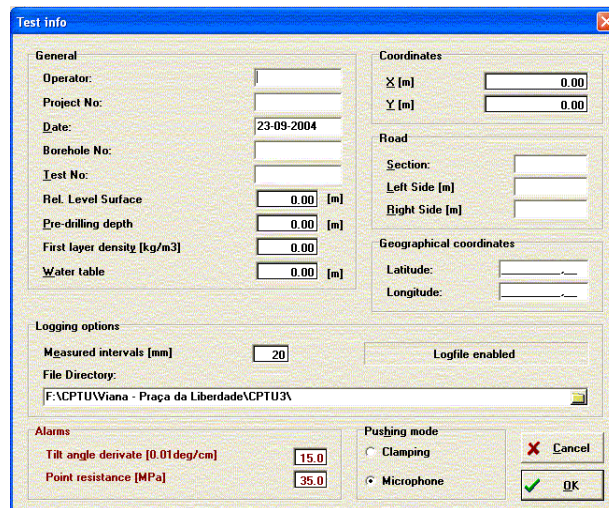 Test info
General
Operator:
Project No:
Date: 23-09-2004
Borehole No:
Test No:
Rel. Level Surface 0.00 [m]
Pre-drilling depth 0.00 [m]
First layer density [kg/m3] 0.00
Water table 0.00 [m]
Coordinates
X [m] 0.00
Y [m] 0.00
Road
Section:
Left Side [m]
Right Side [m]
Geographical coordinates
Latitude: ________.__
Longitude: ________.__
Logging options
Measured intervals [mm] 20 Logfile enabled
File Directory:
F:\CPTU\Viana - Praça da Liberdade\CPTU3\
Alarms
Tilt angle derivate [0.01deg/cm] 15.0
Point resistance [MPa] 35.0
Pushing mode
Clamping
Microphone
Cancel
OK